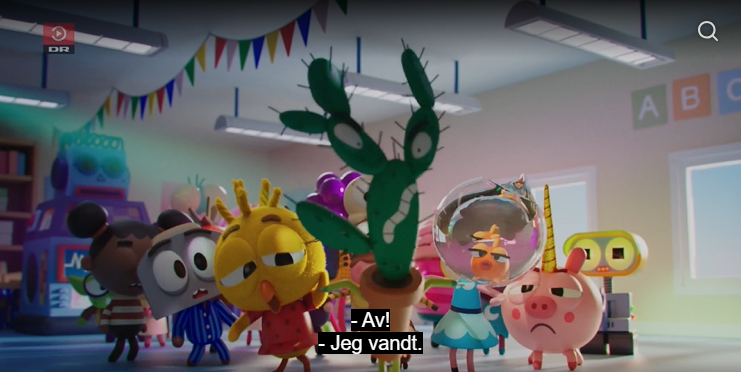 DR
A B C
N
- Av!
- Jeg vandt.